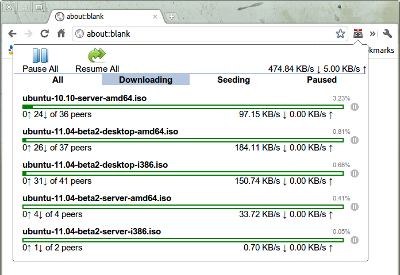 about:blank
about:blank
kmarks
Pause All Resume All 474.84 KB/s ↓ 5.00 KB/s ↑
All Downloading Seeding Paused
ubuntu-10.10-server-amd64.iso 3.23%
0↑ 24↓ of 36 peers 97.15 KB/s ↓ 0.00 KB/s ↑
ubuntu-11.04-beta2-desktop-amd64.iso 0.81%
0↑ 26↓ of 37 peers 184.11 KB/s ↓ 0.00 KB/s ↑
ubuntu-11.04-beta2-desktop-i386.iso 0.66%
0↑ 31↓ of 41 peers 150.74 KB/s ↓ 0.00 KB/s ↑
ubuntu-11.04-beta2-server-amd64.iso 0.41%
0↑ 4↓ of 4 peers 33.72 KB/s ↓ 0.00 KB/s ↑
ubuntu-11.04-beta2-server-i386.iso 0.05%
0↑ 1↓ of 2 peers 0.70 KB/s ↓ 0.00 KB/s ↑